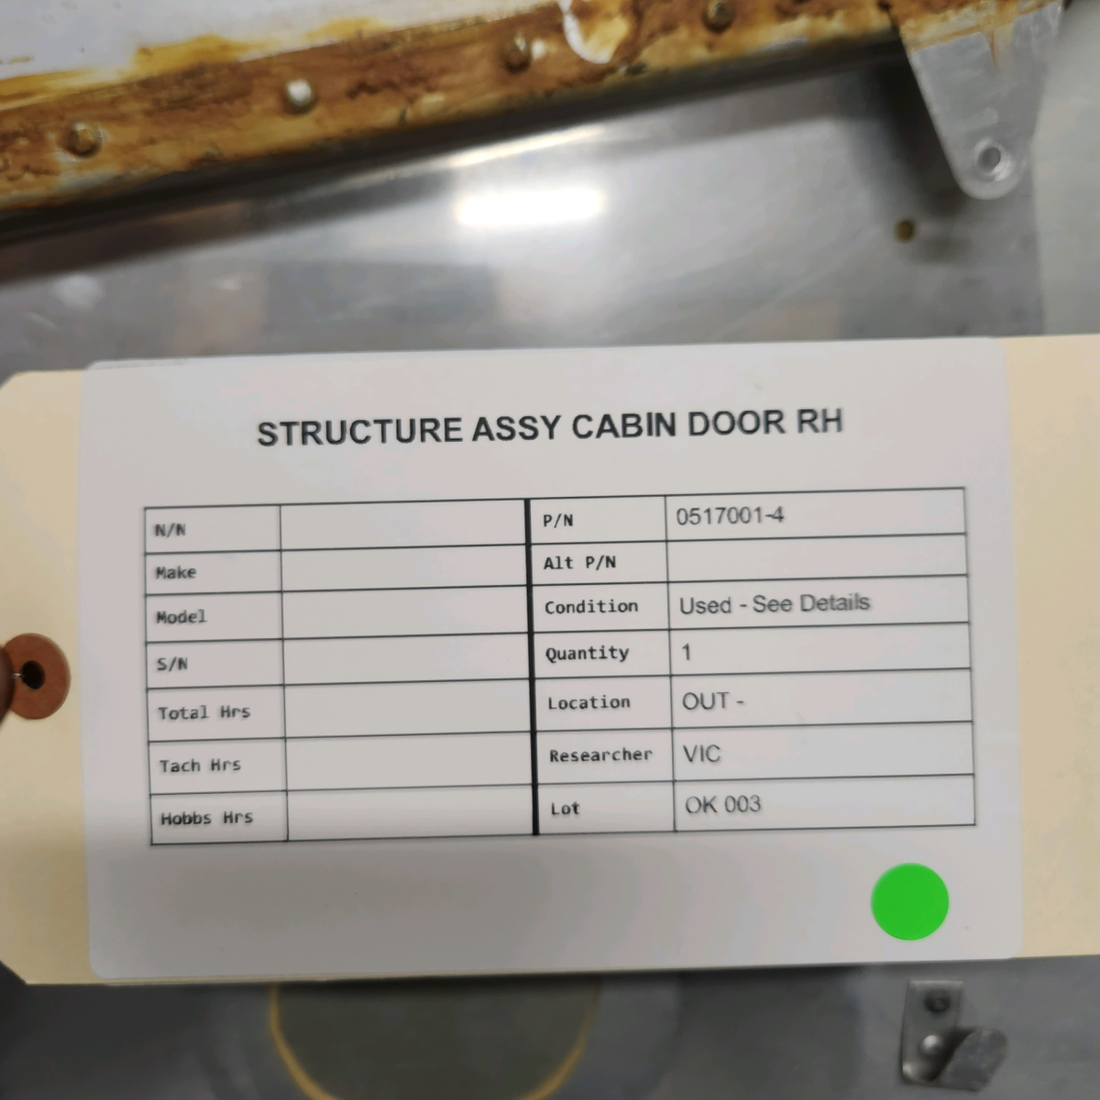 STRUCTURE ASSY CABIN DOOR RH
N/N P/N 0517001-4
Make Alt P/N
Model Condition Used - See Details
S/N Quantity 1
Total Hrs Location OUT -
Tach Hrs Researcher VIC
Hobbs Hrs Lot OK 003